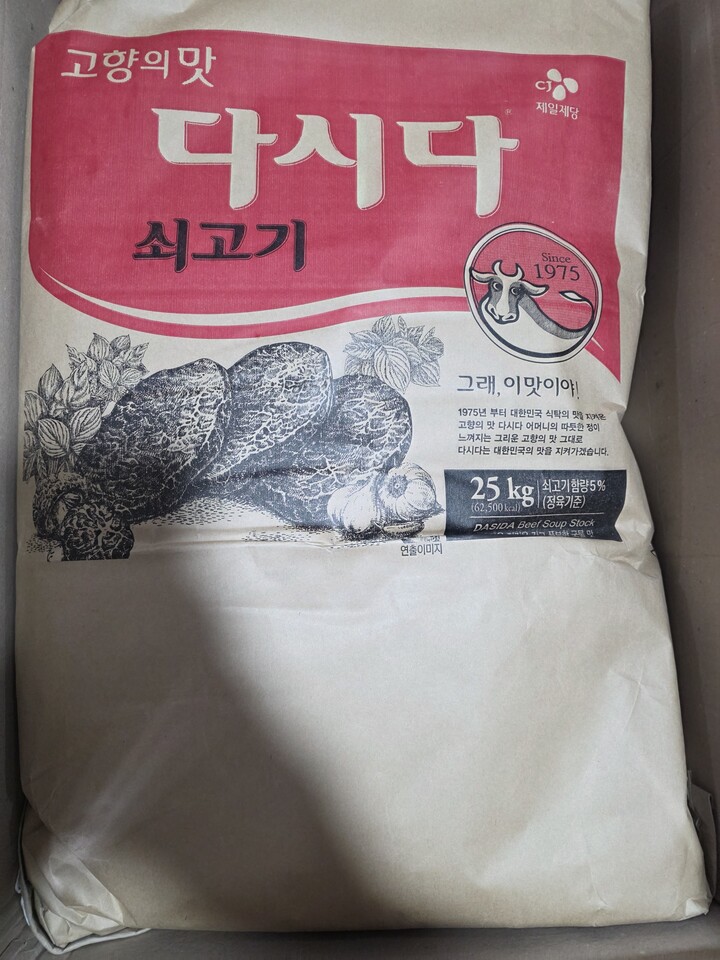 고향의 맛
CJ
제일제당
다시다
쇠고기
Since
1975
그래, 이맛이야!
1975년 부터 대한민국 식탁의 맛을 지켜온
고향의 맛 다시다 어머니의 따뜻한 정이
느껴지는 그리운 고향의 맛 그대로
다시다는 대한민국의 맛을 지켜가겠습니다.
25 kg
(62,500 kcal)
쇠고기함량5%
(정육기준)
DASIDA Beef Soup Stock
연출이미지